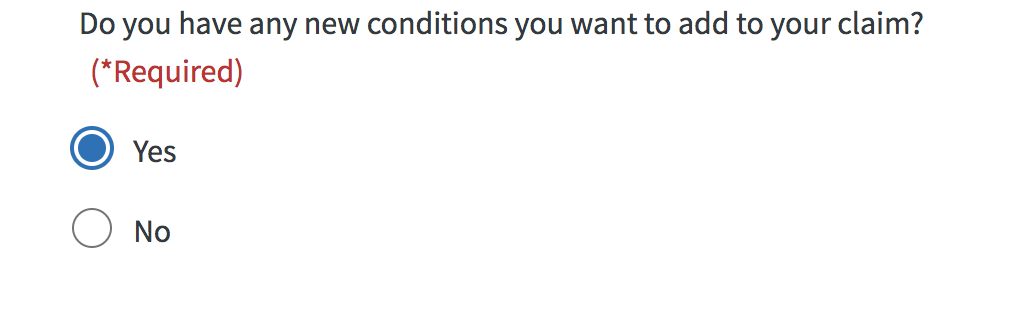 Do you have any new conditions you want to add to your claim?
(*Required)
Yes
No